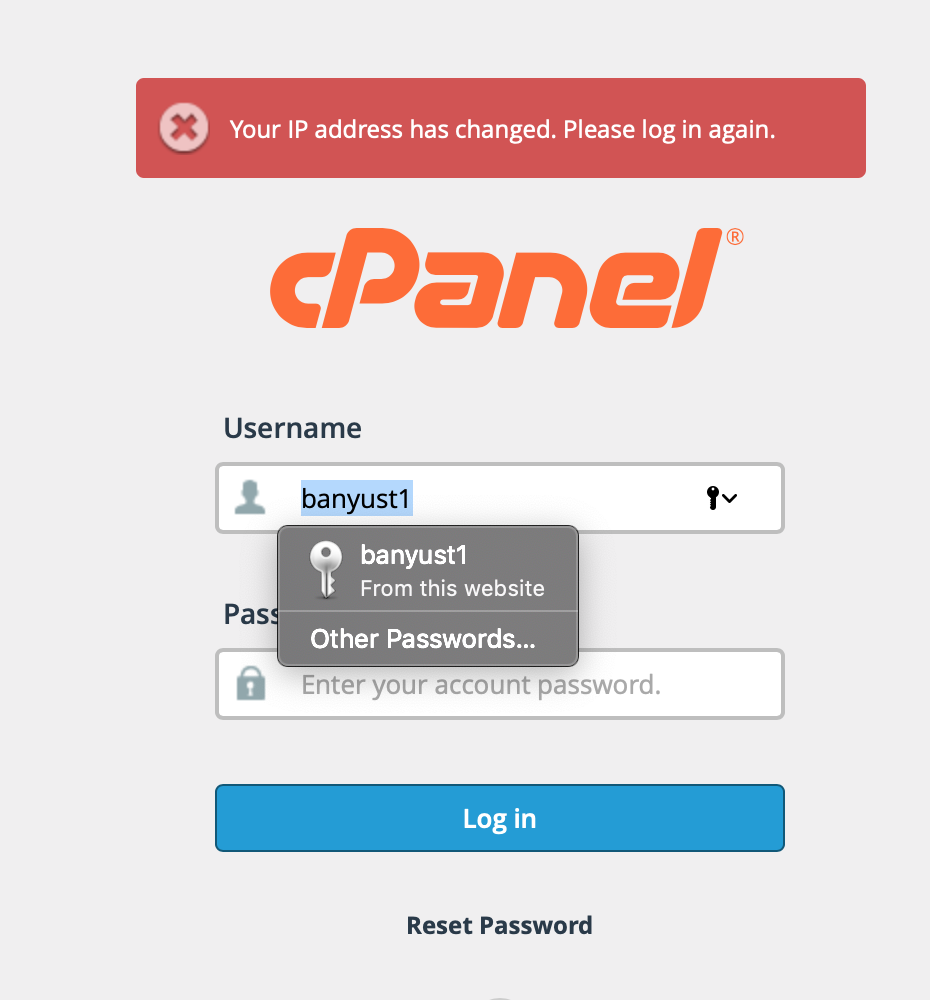 Your IP address has changed. Please log in again.
cPanel®
Username
banyust1
banyust1
From this website
Pass
Other Passwords...
Enter your account password.
Log in
Reset Password